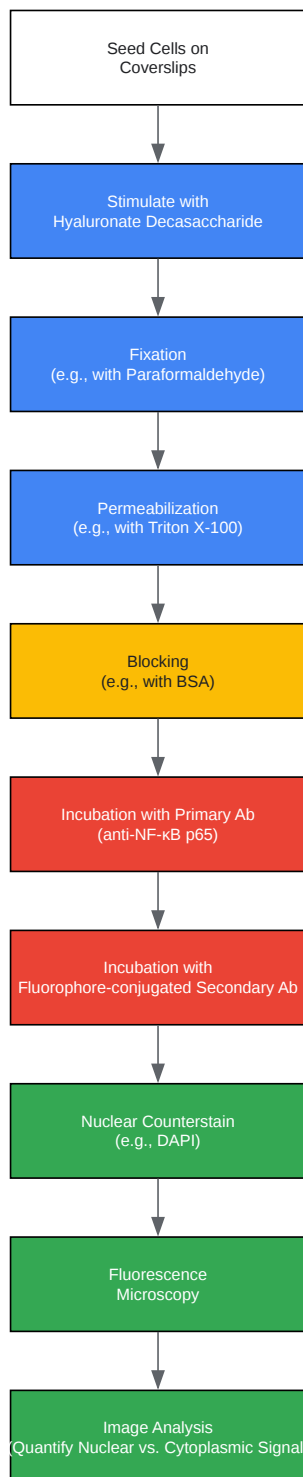 Seed Cells on
Coverslips
Stimulate with
Hyaluronate Decasaccharide
Fixation
(e.g., with Paraformaldehyde)
Permeabilization
(e.g., with Triton X-100)
Blocking
(e.g., with BSA)
Incubation with Primary Ab
(anti-NF-κB p65)
Incubation with
Fluorophore-conjugated Secondary Ab
Nuclear Counterstain
(e.g., DAPI)
Fluorescence
Microscopy
Image Analysis
(Quantify Nuclear vs. Cytoplasmic Signal